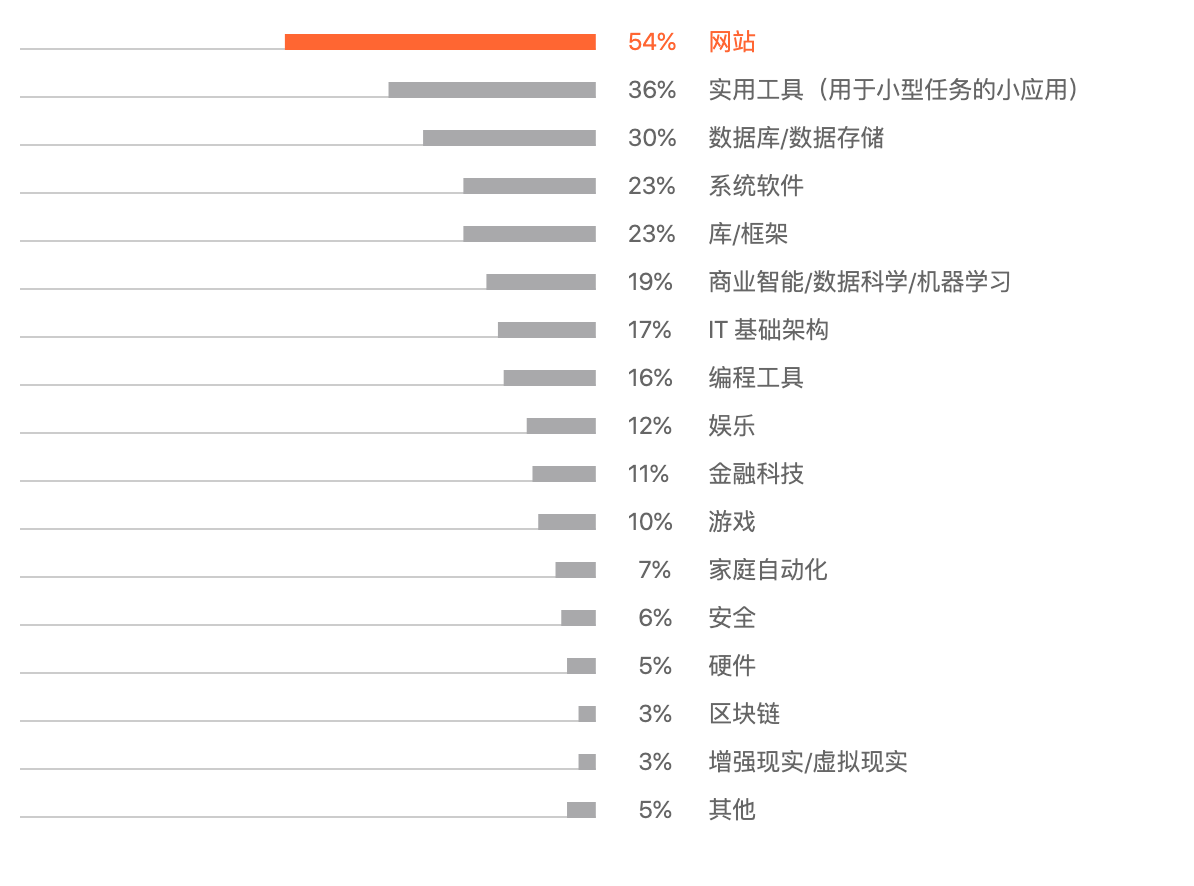 54% 网站
36% 实用工具（用于小型任务的小应用）
30% 数据库/数据存储
23% 系统软件
23% 库/框架
19% 商业智能/数据科学/机器学习
17% IT 基础架构
16% 编程工具
12% 娱乐
11% 金融科技
10% 游戏
7% 家庭自动化
6% 安全
5% 硬件
3% 区块链
3% 增强现实/虚拟现实
5% 其他